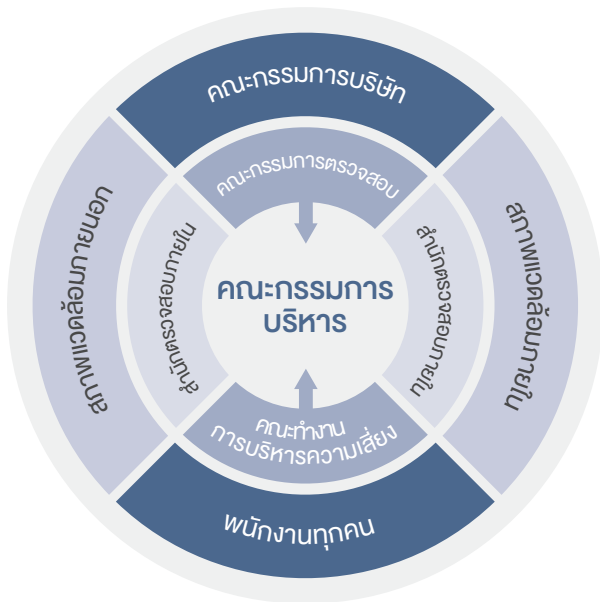 คณะกรรมการบริษัท
คณะกรรมการตรวจสอบ
สภาพแวดล้อมภายนอก
สำนักตรวจสอบภายใน
คณะกรรมการ
บริหาร
สำนักตรวจสอบภายใน
สภาพแวดล้อมภายใน
คณะทำงาน
การบริหารความเสี่ยง
พนักงานทุกคน